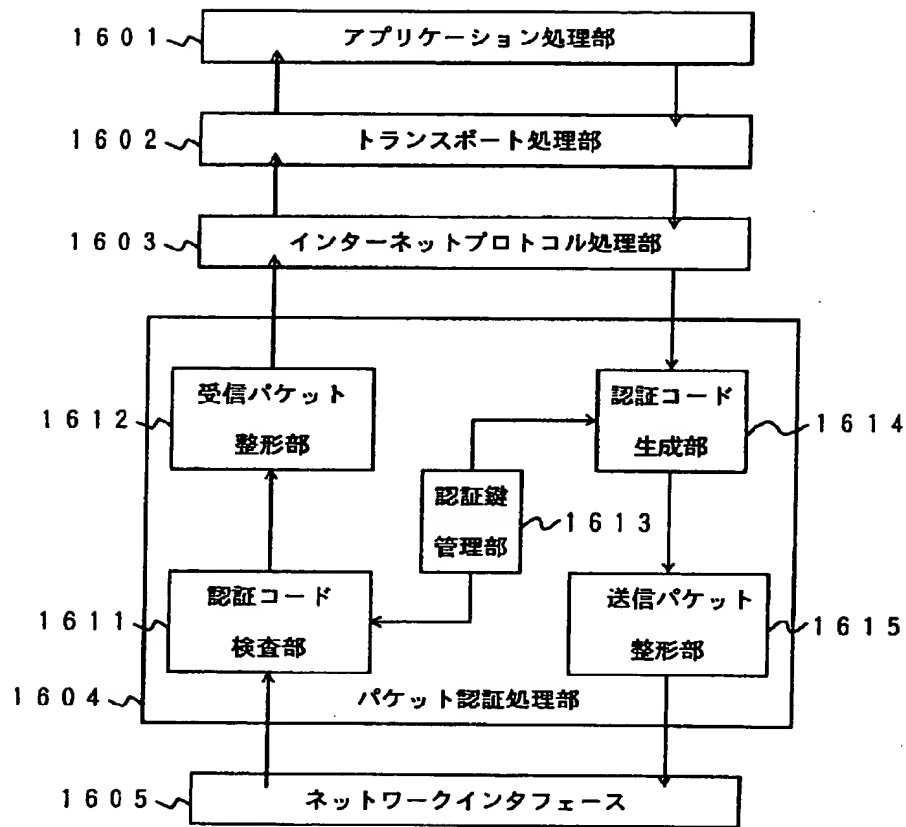 1601
アプリケーション処理部
1602
トランスポート処理部
1603
インターネットプロトコル処理部
1612
受信パケット
整形部
認証コード
生成部
1614
認証鍵
管理部
1613
1611
認証コード
検査部
送信パケット
整形部
1615
1604
パケット認証処理部
1605
ネットワークインタフェース